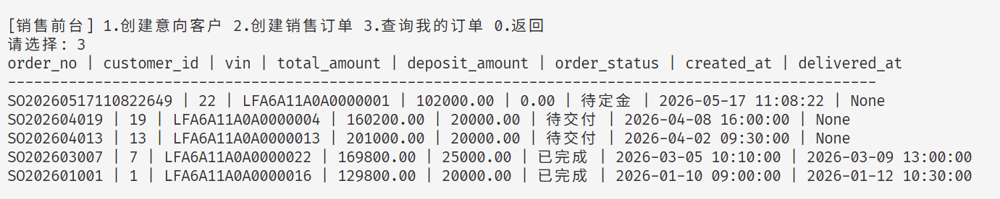 [销售前台] 1.创建意向客户 2.创建销售订单 3.查询我的订单 0.返回
请选择: 3
order_no | customer_id | vin | total_amount | deposit_amount | order_status | created_at | delivered_at
----------------------------------------------------------------------------------------------------
SO20260517110822649 | 22 | LFA6A11A0A0000001 | 102000.00 | 0.00 | 待定金 | 2026-05-17 11:08:22 | None
SO202604019 | 19 | LFA6A11A0A0000004 | 160200.00 | 20000.00 | 待交付 | 2026-04-08 16:00:00 | None
SO202604013 | 13 | LFA6A11A0A0000013 | 201000.00 | 20000.00 | 待交付 | 2026-04-02 09:30:00 | None
SO202603007 | 7 | LFA6A11A0A0000022 | 169800.00 | 25000.00 | 已完成 | 2026-03-05 10:10:00 | 2026-03-09 13:00:00
SO202601001 | 1 | LFA6A11A0A0000016 | 129800.00 | 20000.00 | 已完成 | 2026-01-10 09:00:00 | 2026-01-12 10:30:00